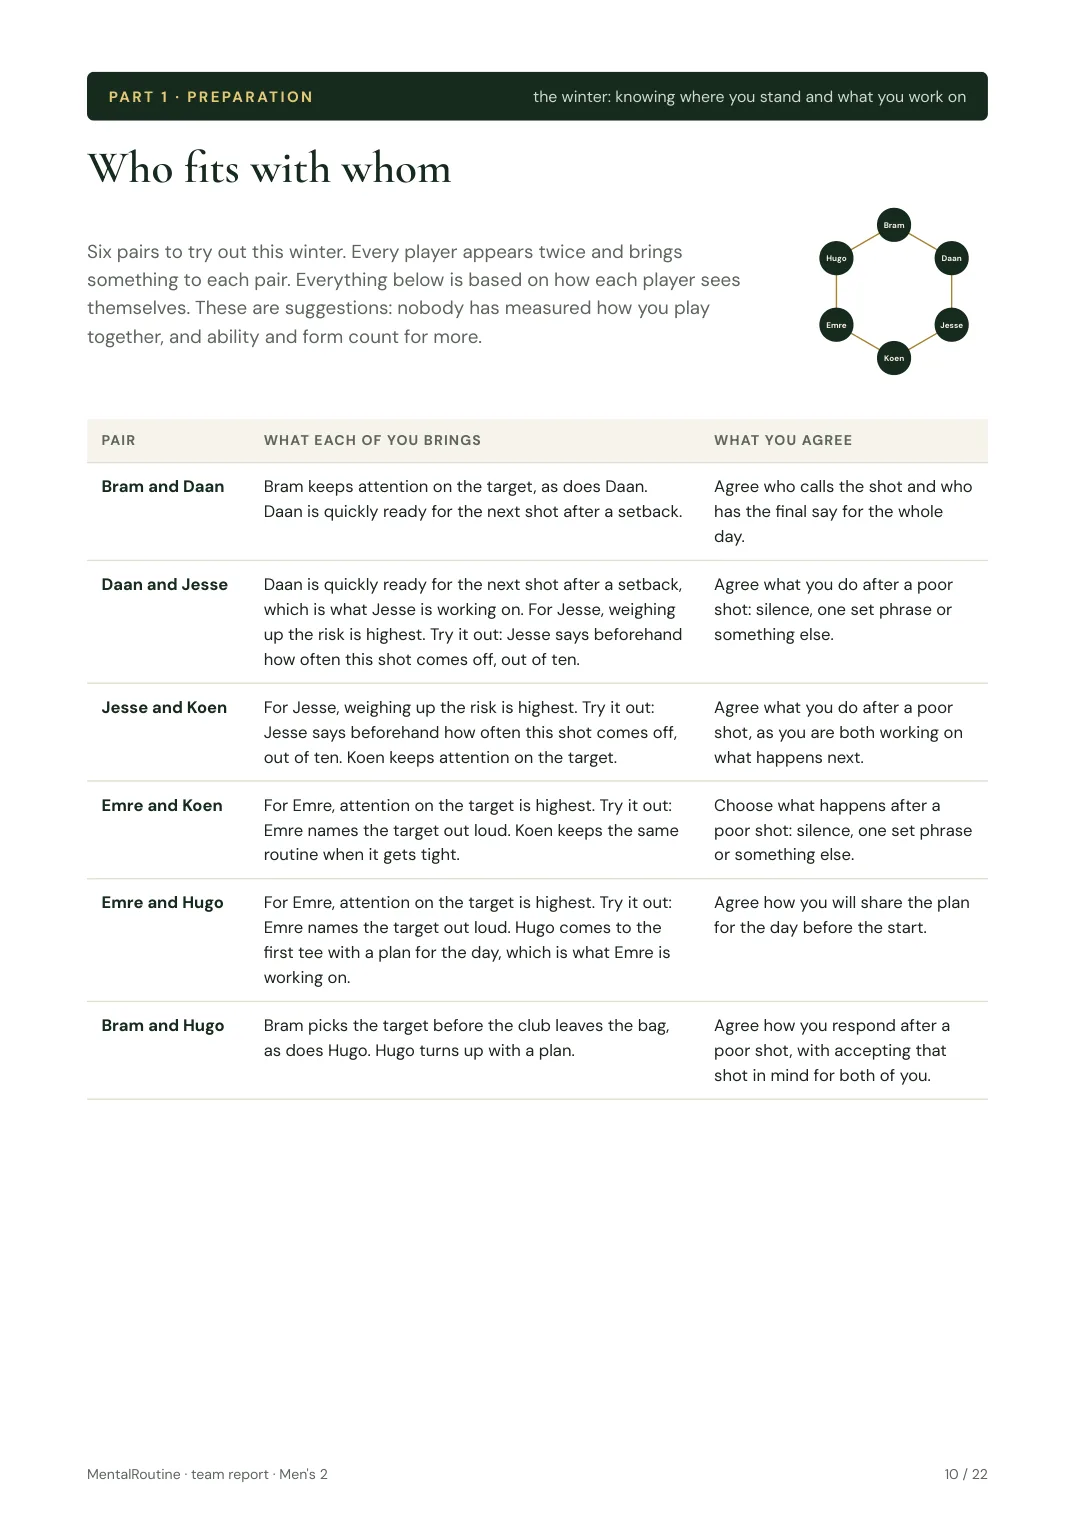 PART 1 · PREPARATION
the winter: knowing where you stand and what you work on
Who fits with whom
Six pairs to try out this winter. Every player appears twice and brings
something to each pair. Everything below is based on how each player sees
themselves. These are suggestions: nobody has measured how you play
together, and ability and form count for more.
Bram
Hugo
Daan
Emre
Jesse
Koen
PAIR
WHAT EACH OF YOU BRINGS
WHAT YOU AGREE
Bram and Daan
Bram keeps attention on the target, as does Daan.
Daan is quickly ready for the next shot after a setback.
Agree who calls the shot and who
has the final say for the whole
day.
Daan and Jesse
Daan is quickly ready for the next shot after a setback,
which is what Jesse is working on. For Jesse, weighing
up the risk is highest. Try it out: Jesse says beforehand
how often this shot comes off, out of ten.
Agree what you do after a poor
shot: silence, one set phrase or
something else.
Jesse and Koen
For Jesse, weighing up the risk is highest. Try it out:
Jesse says beforehand how often this shot comes off,
out of ten. Koen keeps attention on the target.
Agree what you do after a poor
shot, as you are both working on
what happens next.
Emre and Koen
For Emre, attention on the target is highest. Try it out:
Emre names the target out loud. Koen keeps the same
routine when it gets tight.
Choose what happens after a
poor shot: silence, one set phrase
or something else.
Emre and Hugo
For Emre, attention on the target is highest. Try it out:
Emre names the target out loud. Hugo comes to the
first tee with a plan for the day, which is what Emre is
working on.
Agree how you will share the plan
for the day before the start.
Bram and Hugo
Bram picks the target before the club leaves the bag,
as does Hugo. Hugo turns up with a plan.
Agree how you respond after a
poor shot, with accepting that
shot in mind for both of you.
MentalRoutine · team report · Men's 2
10 / 22